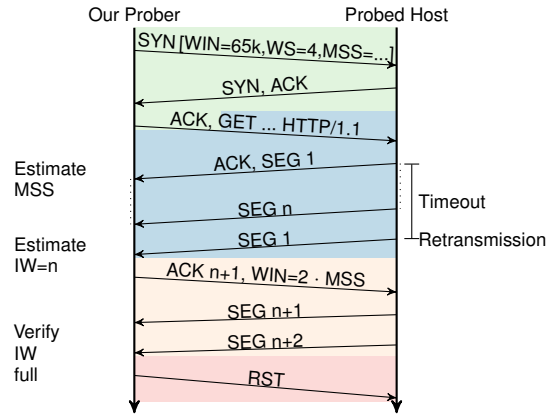 Our Prober
Probed Host
SYN [WIN=65k,WS=4,MSS=...]
SYN, ACK
ACK, GET ... HTTP/1.1
Estimate
MSS
ACK, SEG 1
Timeout
SEG n
Estimate
IW=n
SEG 1
Retransmission
ACK n+1, WIN=2 · MSS
SEG n+1
Verify
IW
full
SEG n+2
RST